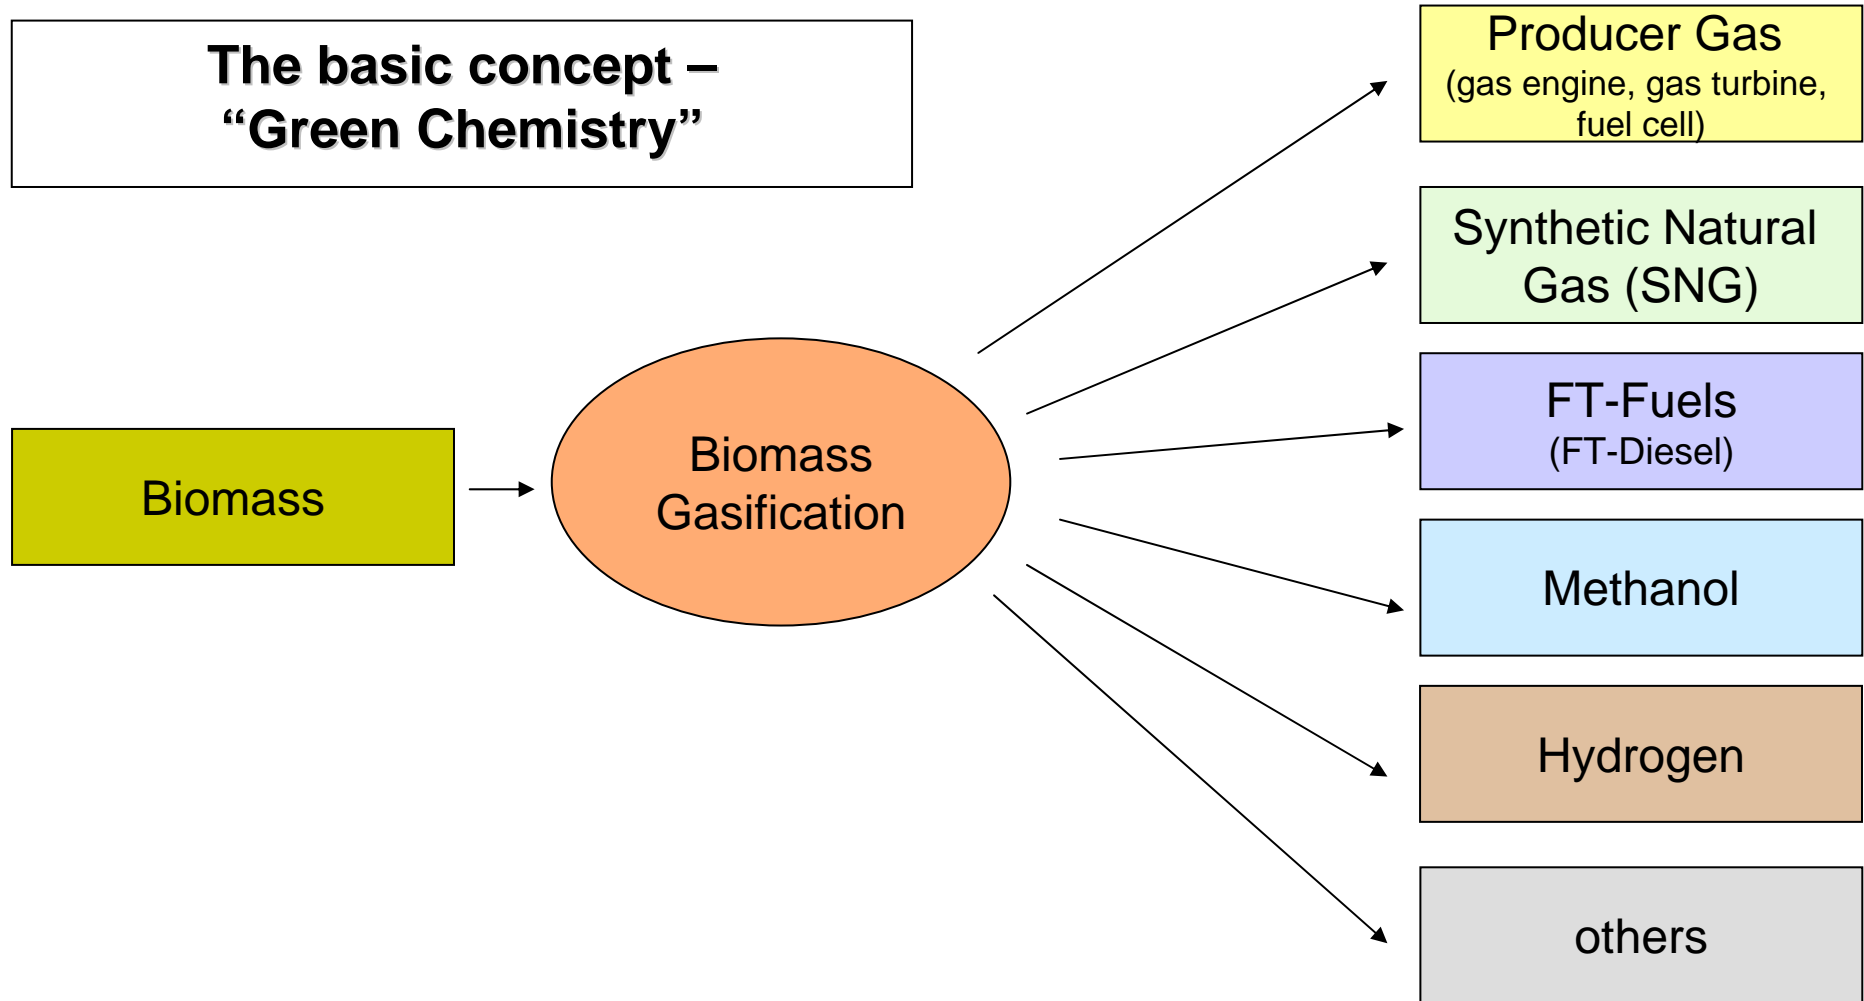 The basic concept –
“Green Chemistry”
Producer Gas
(gas engine, gas turbine,
fuel cell)
Synthetic Natural
Gas (SNG)
FT-Fuels
(FT-Diesel)
Biomass
Biomass
Gasification
Methanol
Hydrogen
others